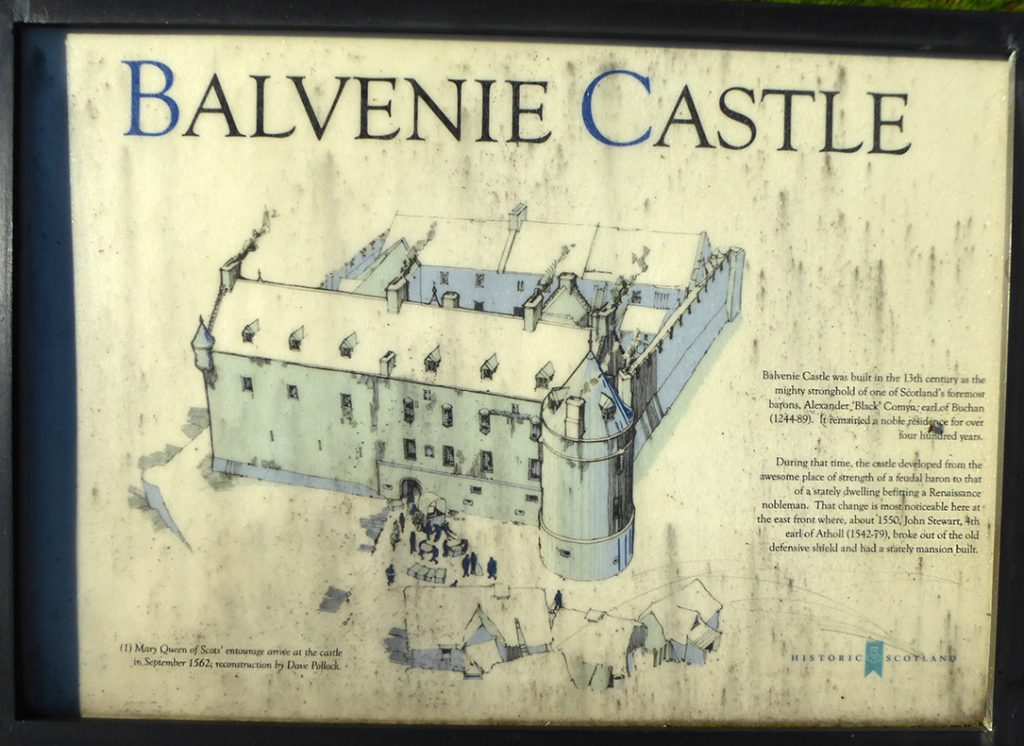 BALVENIE CASTLE
Balvenie Castle was built in the 13th century as the
mighty stronghold of one of Scotland's foremost
barons, Alexander 'Black' Comyn, earl of Buchan
(1244-89). It remained a noble residence for over
four hundred years.
During that time, the castle developed from the
awesome place of strength of a feudal baron to that
of a stately dwelling befitting a Renaissance
nobleman. That change is most noticeable here at
the east front where, about 1550, John Stewart, 4th
earl of Atholl (1542-79), broke out of the old
defensive shield and had a stately mansion built.
(1) Mary Queen of Scots' entourage arrive at the castle
in September 1562; reconstruction by Dave Pollock.
HISTORIC SCOTLAND